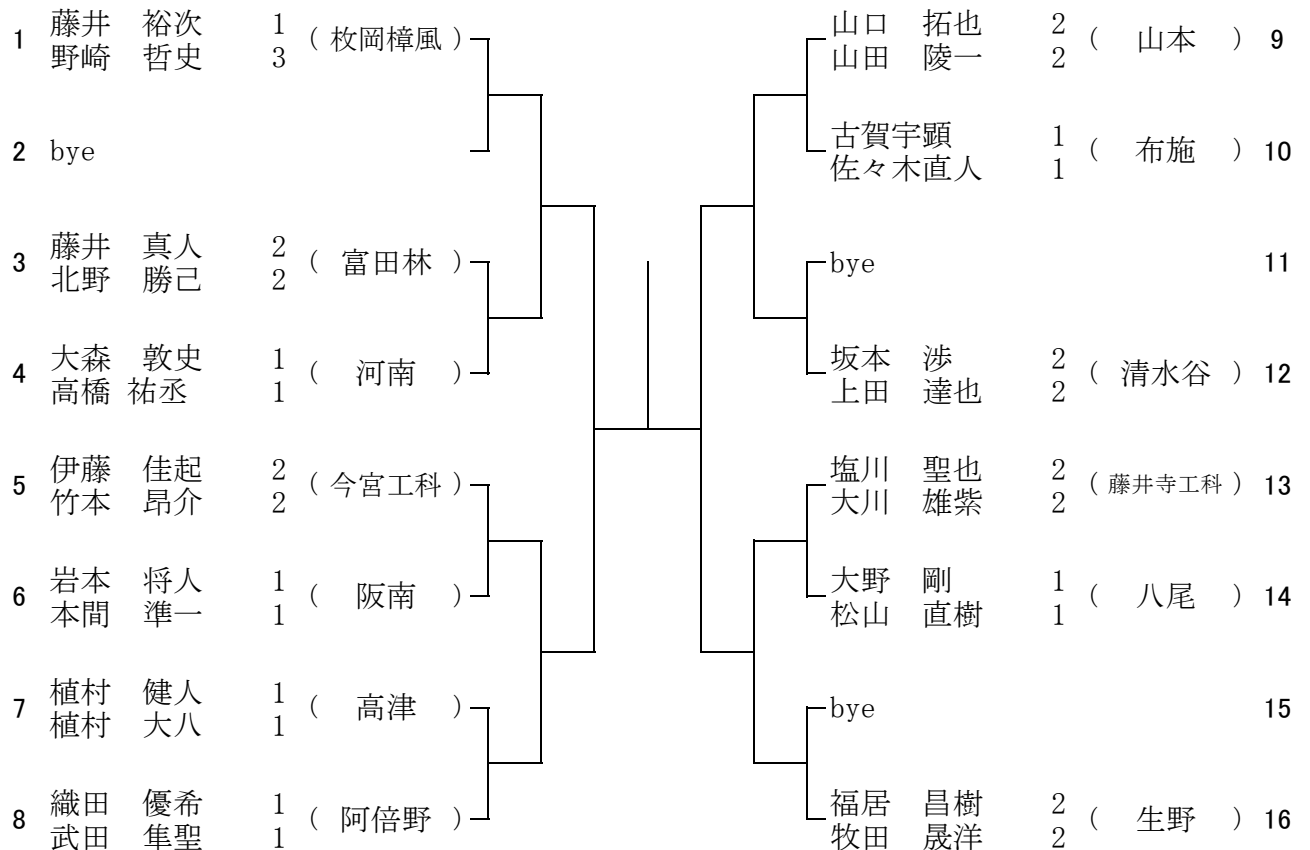 1 藤井　裕次 1 ( 枚岡樟風 )
野崎　哲史 3
2 bye
3 藤井　真人 2 ( 富田林 )
北野　勝己 2
4 大森　敦史 1 ( 河南 )
高橋 祐丞 1
5 伊藤　佳起 2 ( 今宮工科 )
竹本　昂介 2
6 岩本　将人 1 ( 阪南 )
本間　準一 1
7 植村　健人 1 ( 高津 )
植村　大八 1
8 織田　優希 1 ( 阿倍野 )
武田　隼聖 1
山口　拓也 2 ( 山本 ) 9
山田　陵一 2
古賀宇顕 1 ( 布施 ) 10
佐々木直人 1
bye 11
坂本　渉 2 ( 清水谷 ) 12
上田　達也 2
塩川　聖也 2 ( 藤井寺工科 ) 13
大川　雄紫 2
大野　剛 1 ( 八尾 ) 14
松山　直樹 1
bye 15
福居　昌樹 2 ( 生野 ) 16
牧田　晟洋 2